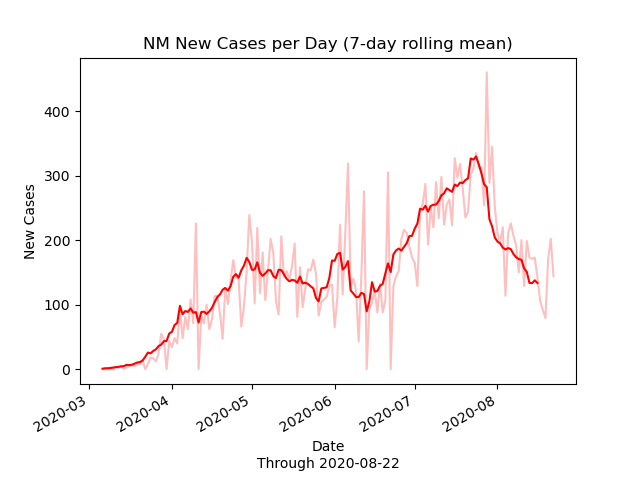 NM New Cases per Day (7-day rolling mean)
New Cases
400
300
200
100
0
2020-03
2020-04
2020-05
2020-06
2020-07
2020-08
Date
Through 2020-08-22